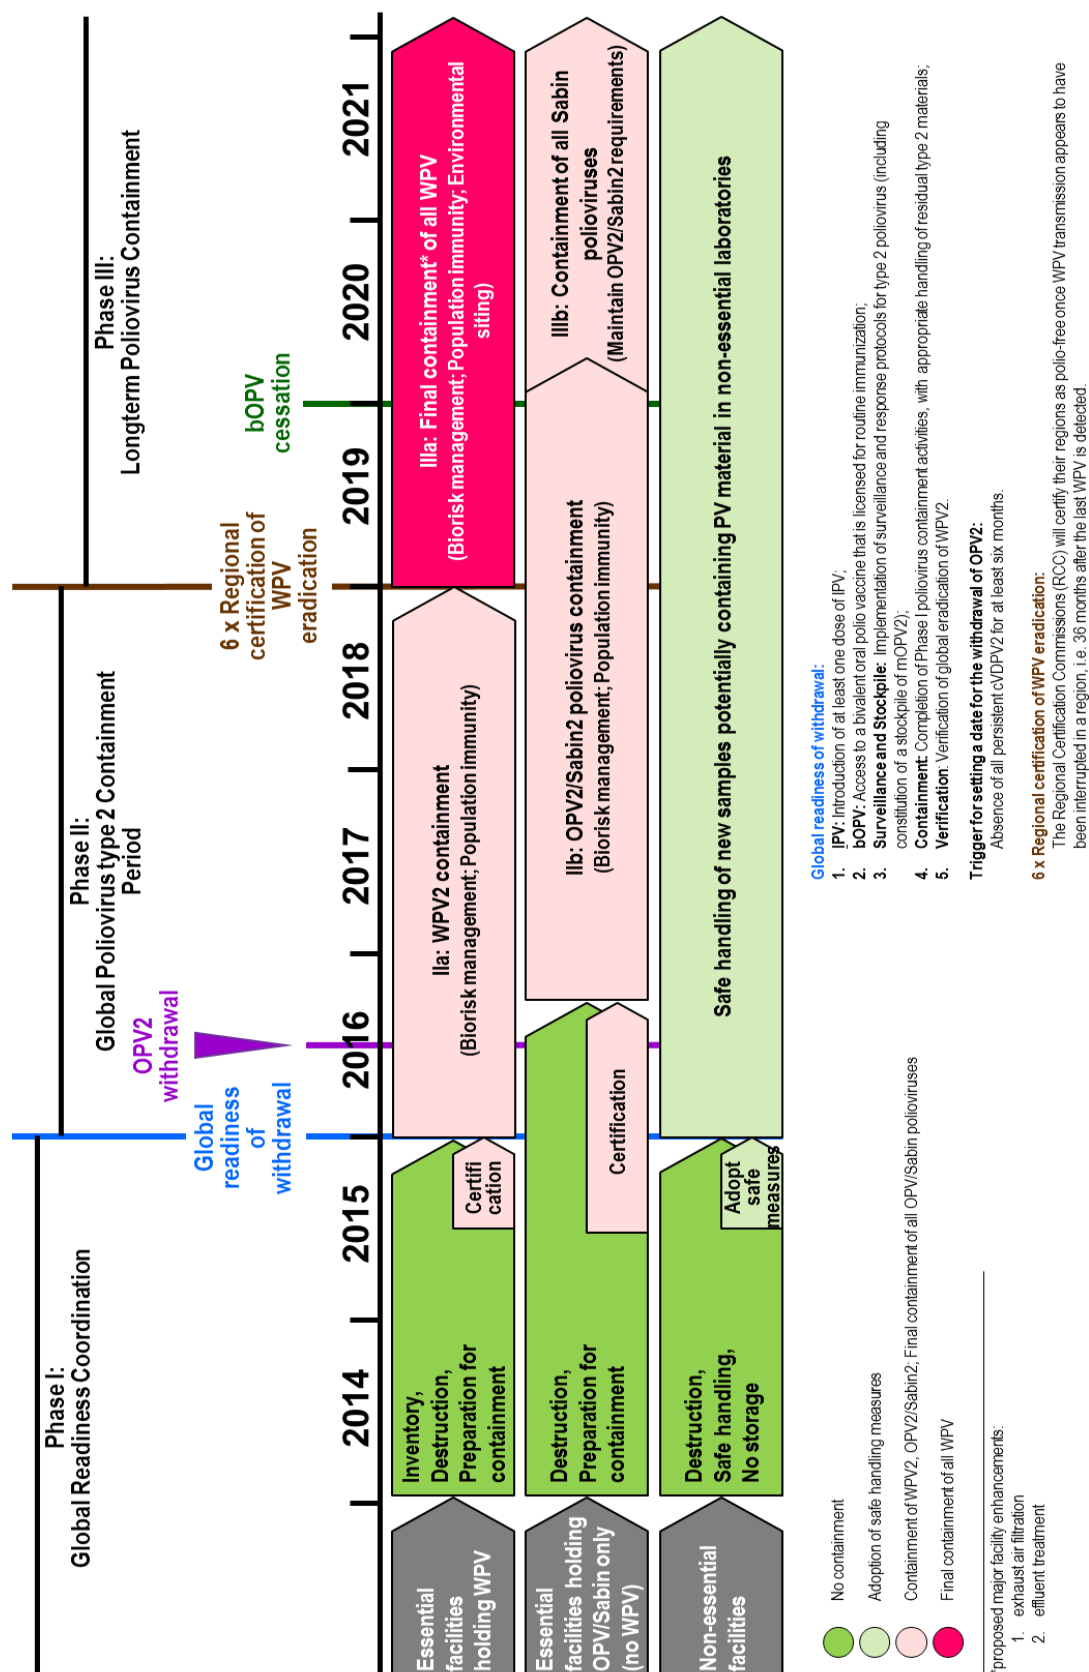 Phase I:
Global Readiness Coordination
Phase II:
Global Poliovirus type 2 Containment
Period
Phase III:
Longterm Poliovirus Containment
Global
readiness
of
withdrawal
OPV2
withdrawal
6 x Regional
certification of
WPV
eradication
bOPV
cessation
2014
2015
2016
2017
2018
2019
2020
2021
Essential
facilities
holding WPV
Inventory,
Destruction,
Preparation for
containment
Certifi
cation
IIa: WPV2 containment
(Biorisk management; Population immunity)
IIIa: Final containment* of all WPV
(Biorisk management; Population immunity; Environmental
siting)
Essential
facilities holding
OPV/Sabin only
(no WPV)
Destruction,
Preparation for
containment
Certification
IIb: OPV2/Sabin2 poliovirus containment
(Biorisk management; Population immunity)
IIIb: Containment of all Sabin
polioviruses
(Maintain OPV2/Sabin2 requirements)
Non-essential
facilities
Destruction,
Safe handling,
No storage
Adopt
safe
measures
Safe handling of new samples potentially containing PV material in non-essential laboratories
No containment
Adoption of safe handling measures
Containment of WPV2, OPV2/Sabin2; Final containment of all OPV/Sabin polioviruses
Final containment of all WPV
*proposed major facility enhancements:
1. exhaust air filtration
2. effluent treatment
Global readiness of withdrawal:
1. IPV: Introduction of at least one dose of IPV;
2. bOPV: Access to a bivalent oral polio vaccine that is licensed for routine immunization;
3. Surveillance and Stockpile: Implementation of surveillance and response protocols for type 2 poliovirus (including
constitution of a stockpile of mOPV2);
4. Containment: Completion of Phase I poliovirus containment activities, with appropriate handling of residual type 2 materials;
5. Verification: Verification of global eradication of WPV2.
Trigger for setting a date for the withdrawal of OPV2:
Absence of all persistent cVDPV2 for at least six months.
6 x Regional certification of WPV eradication:
The Regional Certification Commissions (RCC) will certify their regions as polio-free once WPV transmission appears to have
been interrupted in a region, i.e. 36 months after the last WPV is detected.